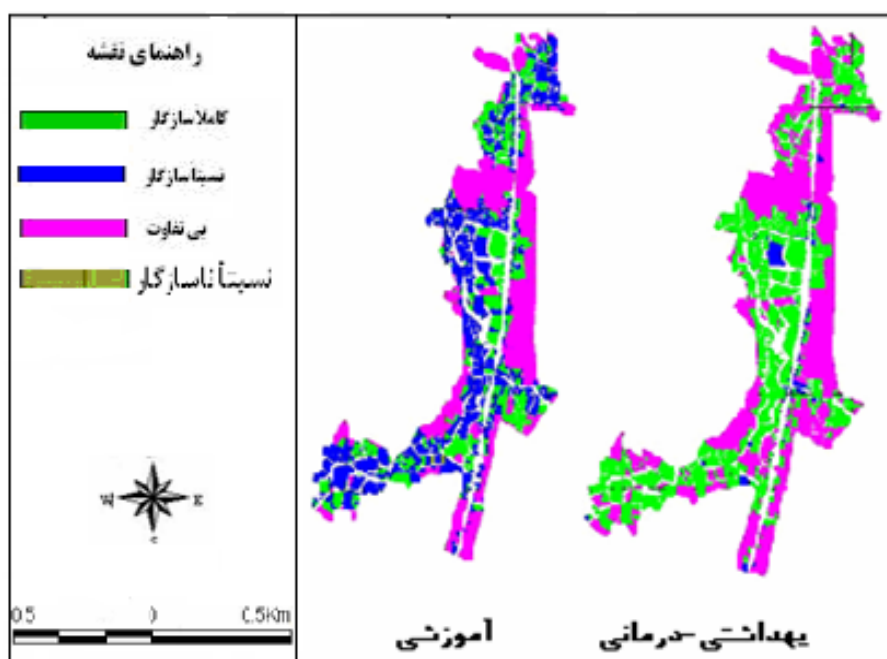 راهنمای نقشه
کاملاً سازگار
نسبتاً سازگار
بی تفاوت
نسبتاً ناسازگار
0.5 0 0.5Km
آموزشی
بهداشتی-درمانی